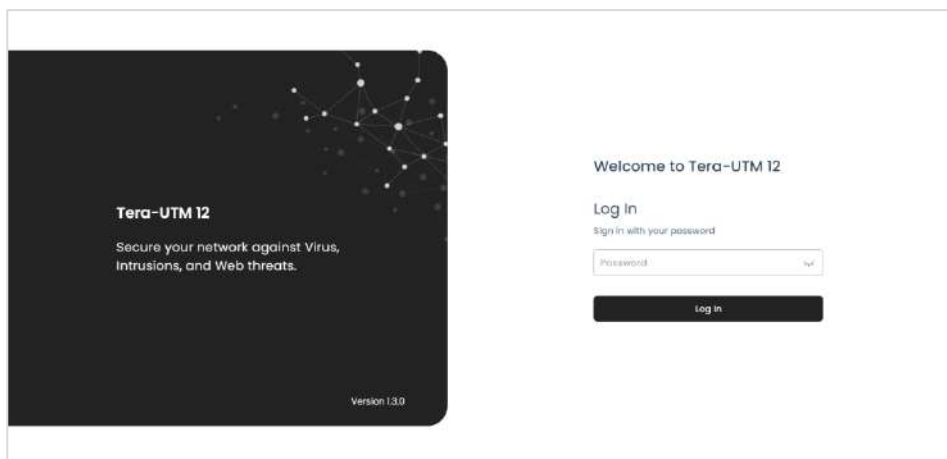 Tera-UTM 12
Secure your network against Virus,
Intrusions, and Web threats.
Version 1.3.0
Welcome to Tera-UTM 12
Log In
Sign in with your password
Password
Log In